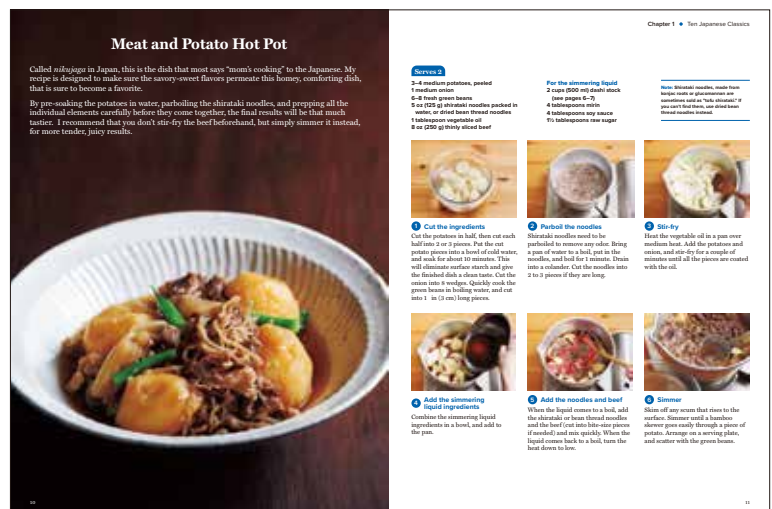 Meat and Potato Hot Pot
Called nikujaga in Japan, this is the dish that most says "mom's cooking" to the Japanese. My
recipe is designed to make sure the savory-sweet flavors permeate this homey, comforting dish,
that is sure to become a favorite.
By pre-soaking the potatoes in water, parboiling the shirataki noodles, and prepping all the
individual elements carefully before they come together, the final results will be that much
tastier. I recommend that you don't stir-fry the beef beforehand, but simply simmer it instead,
for more tender, juicy results.
10
Chapter 1 ● Ten Japanese Classics
Serves 2
3–4 medium potatoes, peeled
1 medium onion
6–8 fresh green beans
5 oz (125 g) shirataki noodles packed in
water, or dried bean thread noodles
1 tablespoon vegetable oil
8 oz (250 g) thinly sliced beef
For the simmering liquid
2 cups (500 ml) dashi stock
(see pages 6–7)
4 tablespoons mirin
4 tablespoons soy sauce
1½ tablespoons raw sugar
Note: Shirataki noodles, made from
konjac roots or glucomannan are
sometimes sold as "tofu shirataki." If
you can't find them, use dried bean
thread noodles instead.
1 Cut the ingredients
Cut the potatoes in half, then cut each
half into 2 or 3 pieces. Put the cut
potato pieces into a bowl of cold water,
and soak for about 10 minutes. This
will eliminate surface starch and give
the finished dish a clean taste. Cut the
onion into 8 wedges. Quickly cook the
green beans in boiling water, and cut
into 1 in (3 cm) long pieces.
2 Parboil the noodles
Shirataki noodles need to be
parboiled to remove any odor. Bring
a pan of water to a boil, put in the
noodles, and boil for 1 minute. Drain
into a colander. Cut the noodles into
2 to 3 pieces if they are long.
3 Stir-fry
Heat the vegetable oil in a pan over
medium heat. Add the potatoes and
onion, and stir-fry for a couple of
minutes until all the pieces are coated
with the oil.
4 Add the simmering
liquid ingredients
Combine the simmering liquid
ingredients in a bowl, and add to
the pan.
5 Add the noodles and beef
When the liquid comes to a boil, add
the shirataki or bean thread noodles
and the beef (cut into bite-size pieces
if needed) and mix quickly. When the
liquid comes back to a boil, turn the
heat down to low.
6 Simmer
Skim off any scum that rises to the
surface. Simmer until a bamboo
skewer goes easily through a piece of
potato. Arrange on a serving plate,
and scatter with the green beans.
11